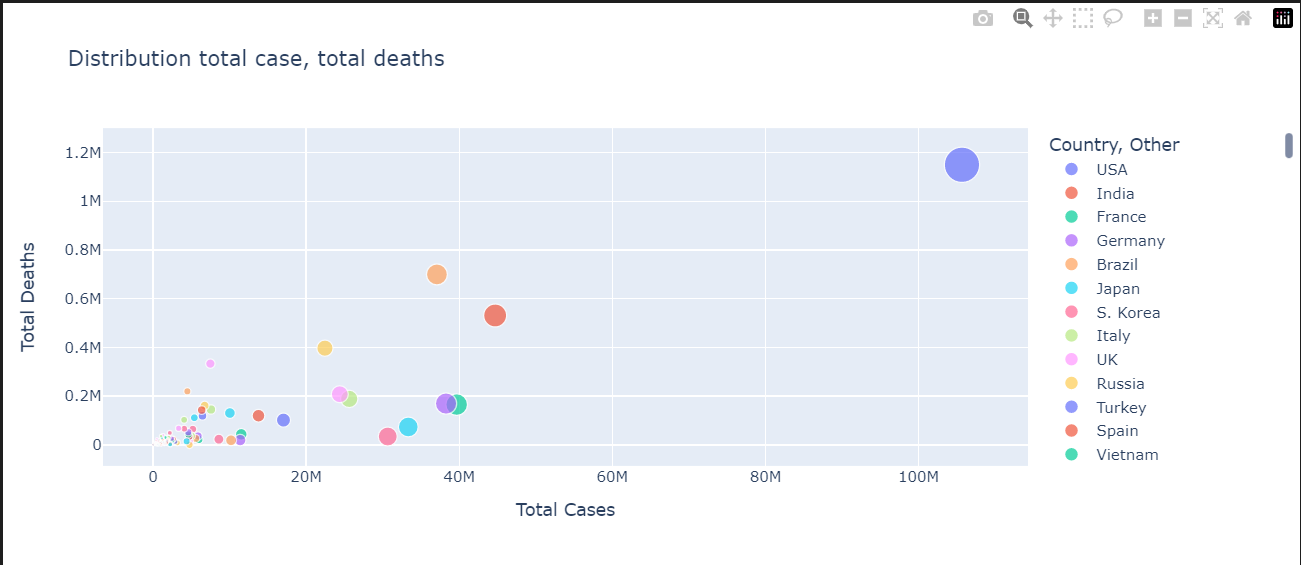 Distribution total case, total deaths
1.2M
1M
0.8M
0.6M
0.4M
0.2M
0
Total Deaths
0
20M
40M
60M
80M
100M
Total Cases
Country, Other
USA
India
France
Germany
Brazil
Japan
S. Korea
Italy
UK
Russia
Turkey
Spain
Vietnam